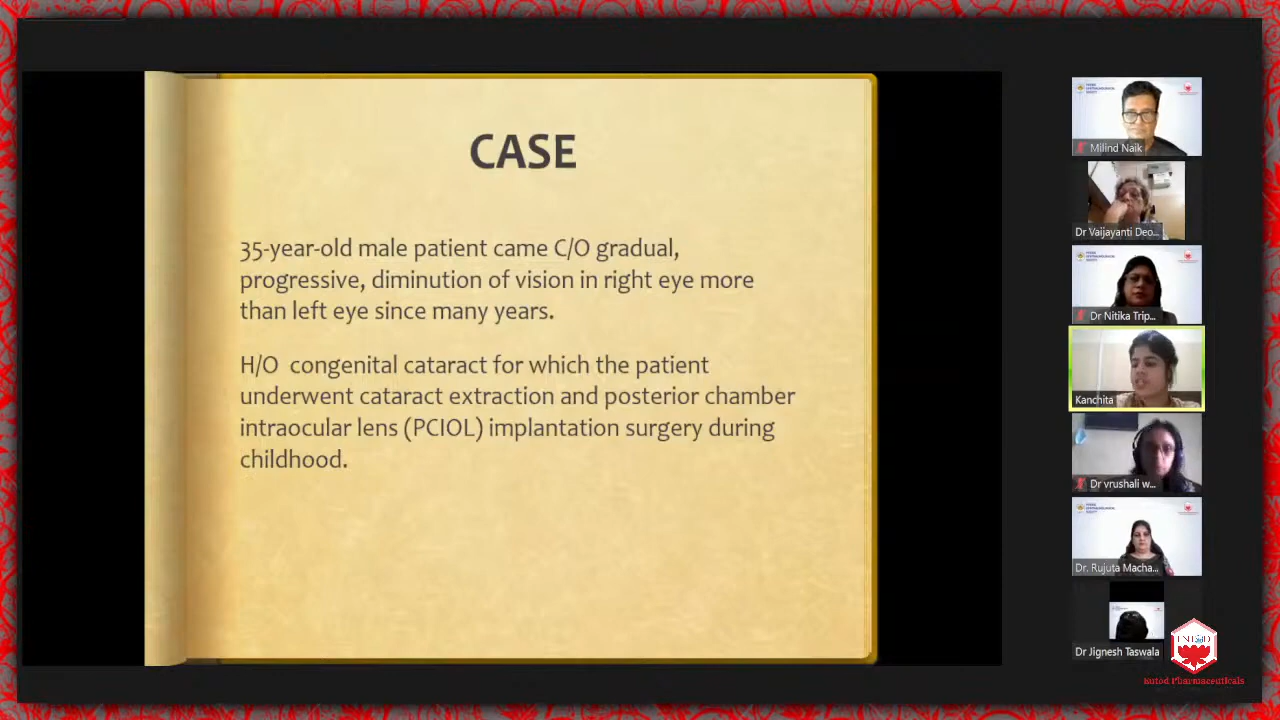 CASE
35-year-old male patient came C/O gradual,
progressive, diminution of vision in right eye more
than left eye since many years.
H/O congenital cataract for which the patient
underwent cataract extraction and posterior chamber
intraocular lens (PCIOL) implantation surgery during
childhood.
Milind Naik
Dr Vaijayanti Deo...
Dr Nitika Trip...
Kanchita
Dr vrushali w...
Dr. Rujuta Macha...
Dr Jignesh Taswala
Entod Pharmaceuticals